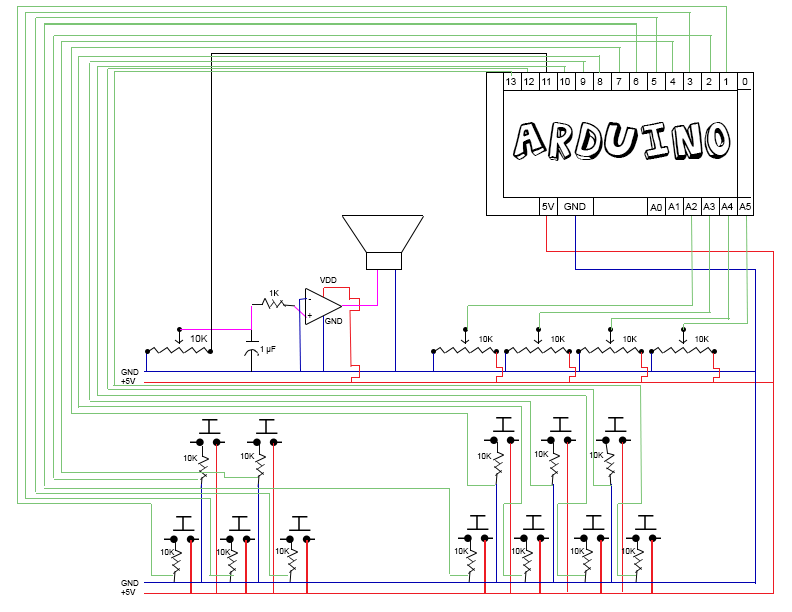 13 12 11 10 9 8 7 6 5 4 3 2 1 0
ARDUINO
5V GND A0 A1 A2 A3 A4 A5
VDD
1K
-
+
GND
10K
1 µF
10K 10K 10K 10K
GND
+5V
10K 10K 10K 10K 10K
10K 10K 10K 10K 10K 10K 10K
GND
+5V